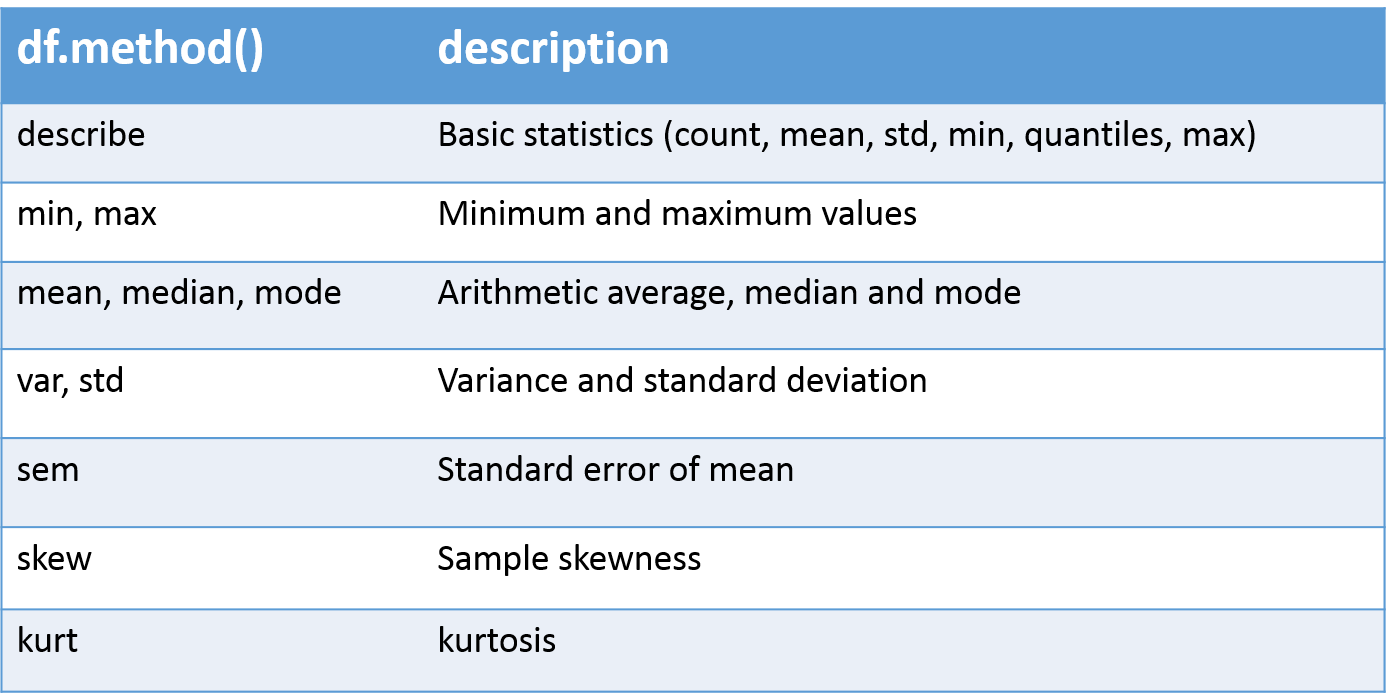 df.method() description
describe Basic statistics (count, mean, std, min, quantiles, max)
min, max Minimum and maximum values
mean, median, mode Arithmetic average, median and mode
var, std Variance and standard deviation
sem Standard error of mean
skew Sample skewness
kurt kurtosis